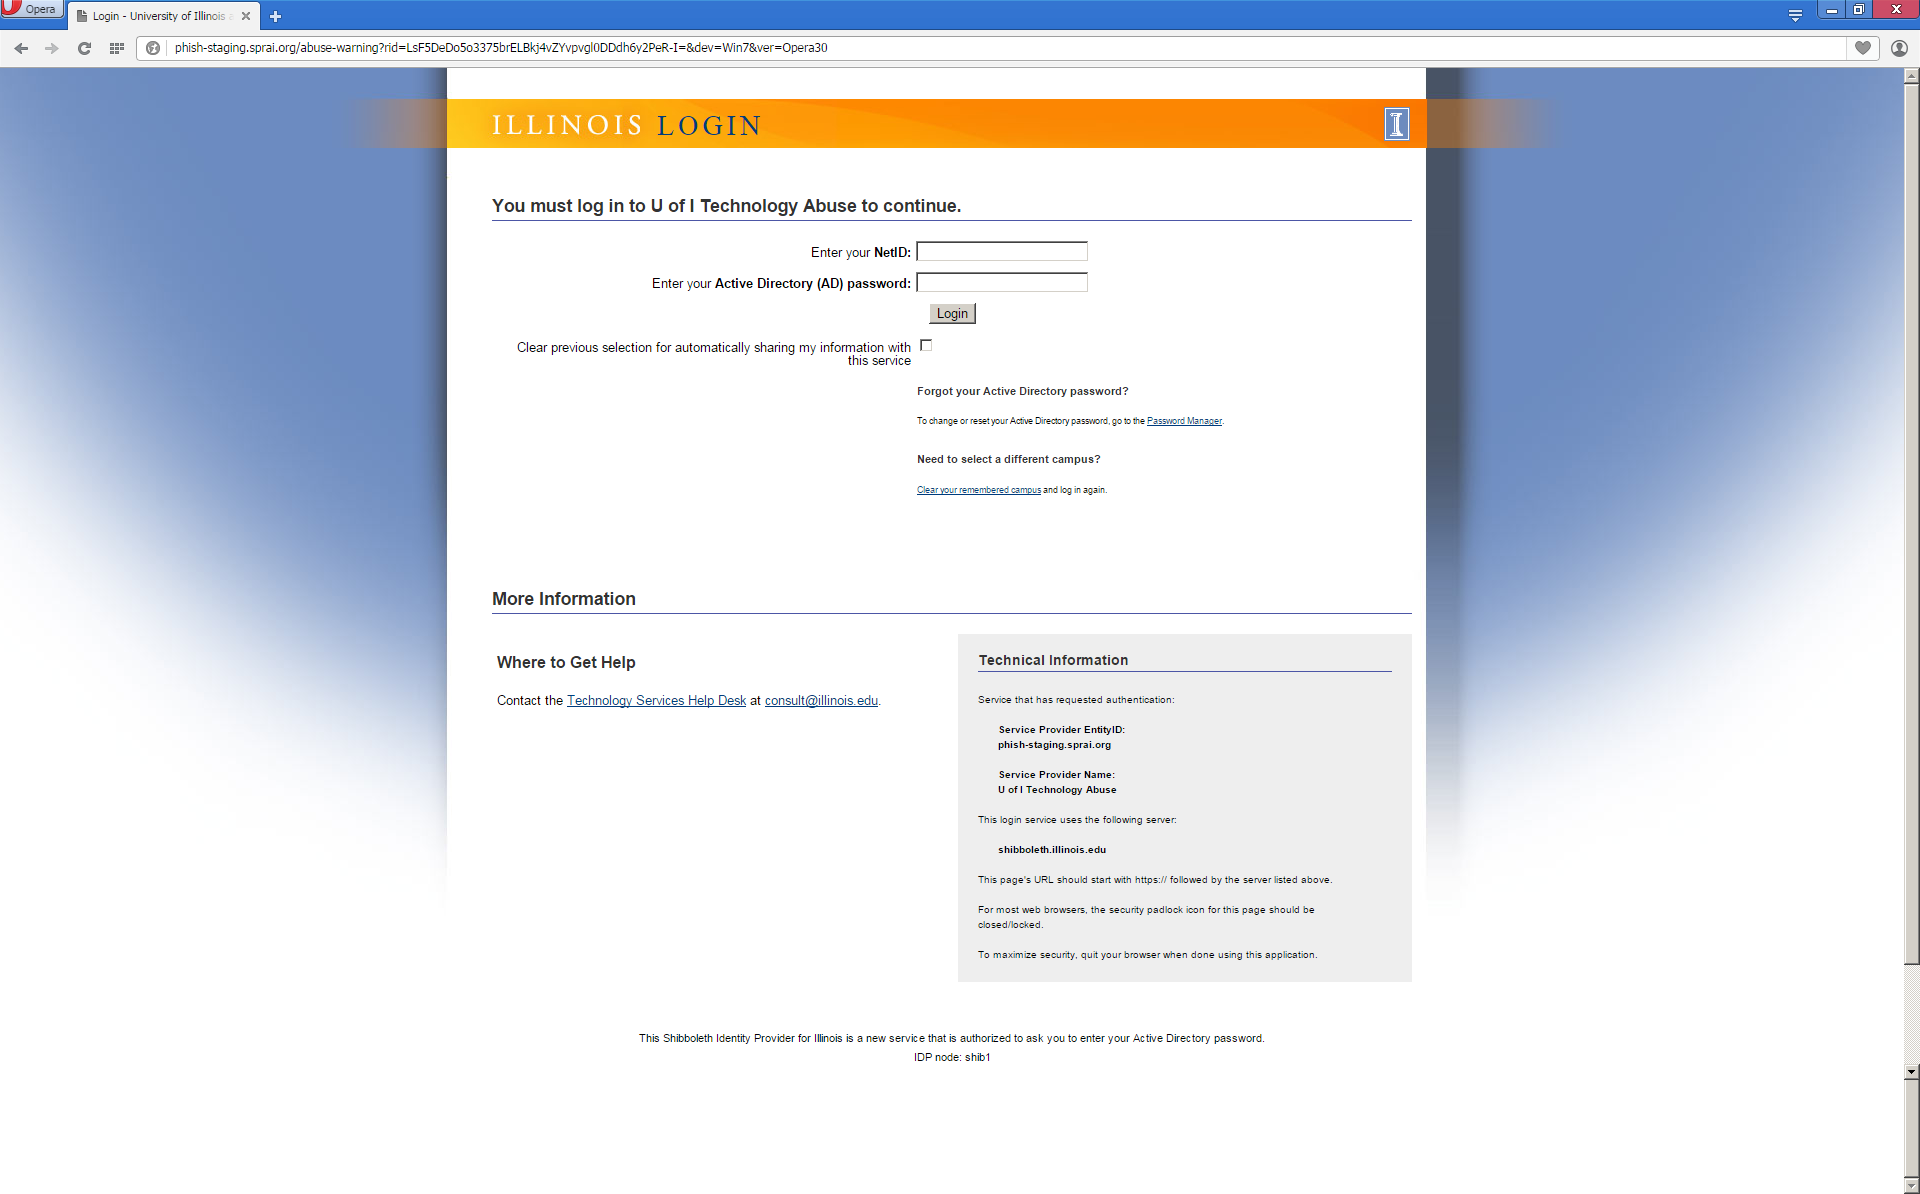 Opera
Login - University of Illinois
phish-staging.sprai.org/abuse-warning?rid=LsF5DeDo5o3375brELBkj4vZYvpvgl0DDdh6y2PeR-I=&dev=Win7&ver=Opera30
ILLINOIS LOGIN
You must log in to U of I Technology Abuse to continue.
Enter your NetID:
Enter your Active Directory (AD) password:
Login
Clear previous selection for automatically sharing my information with
this service
Forgot your Active Directory password?
To change or reset your Active Directory password, go to the Password Manager.
Need to select a different campus?
Clear your remembered campus and log in again.
More Information
Where to Get Help
Contact the Technology Services Help Desk at consult@illinois.edu.
Technical Information
Service that has requested authentication:
Service Provider EntityID:
phish-staging.sprai.org
Service Provider Name:
U of I Technology Abuse
This login service uses the following server:
shibboleth.illinois.edu
This page's URL should start with https:// followed by the server listed above.
For most web browsers, the security padlock icon for this page should be
closed/locked.
To maximize security, quit your browser when done using this application.
This Shibboleth Identity Provider for Illinois is a new service that is authorized to ask you to enter your Active Directory password.
IDP node: shib1